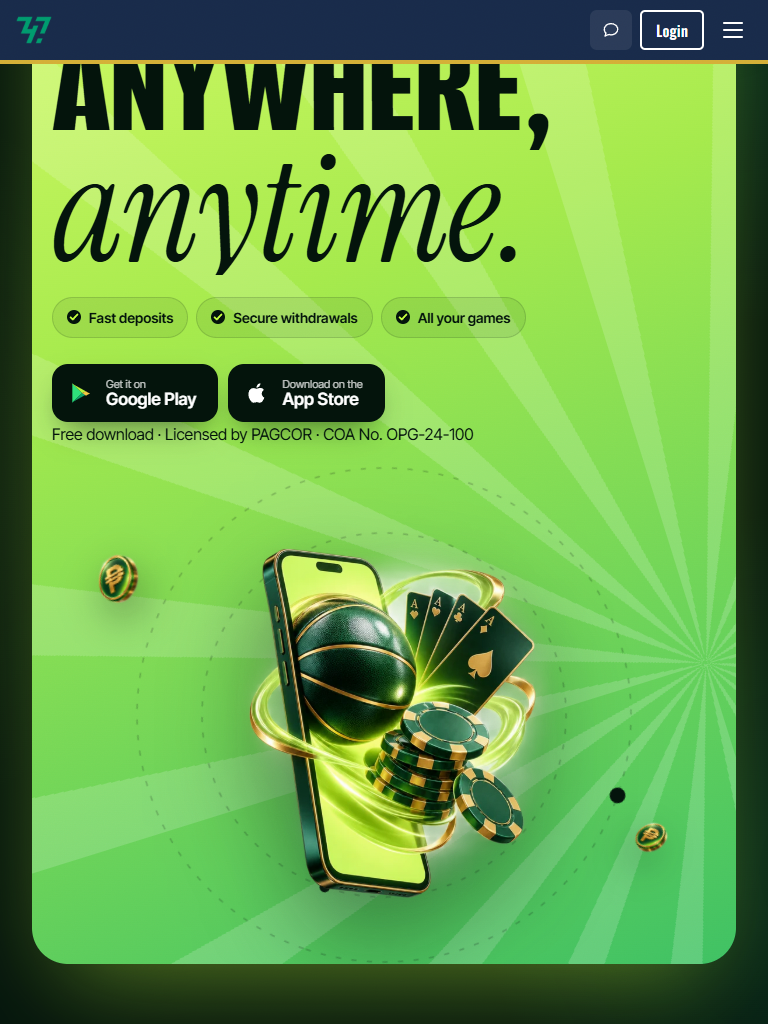 747
Login
ANYWHERE,
anytime.
Fast deposits
Secure withdrawals
All your games
Get it on
Google Play
Download on the
App Store
Free download · Licensed by PAGCOR · COA No. OPG-24-100
A
A
A
A